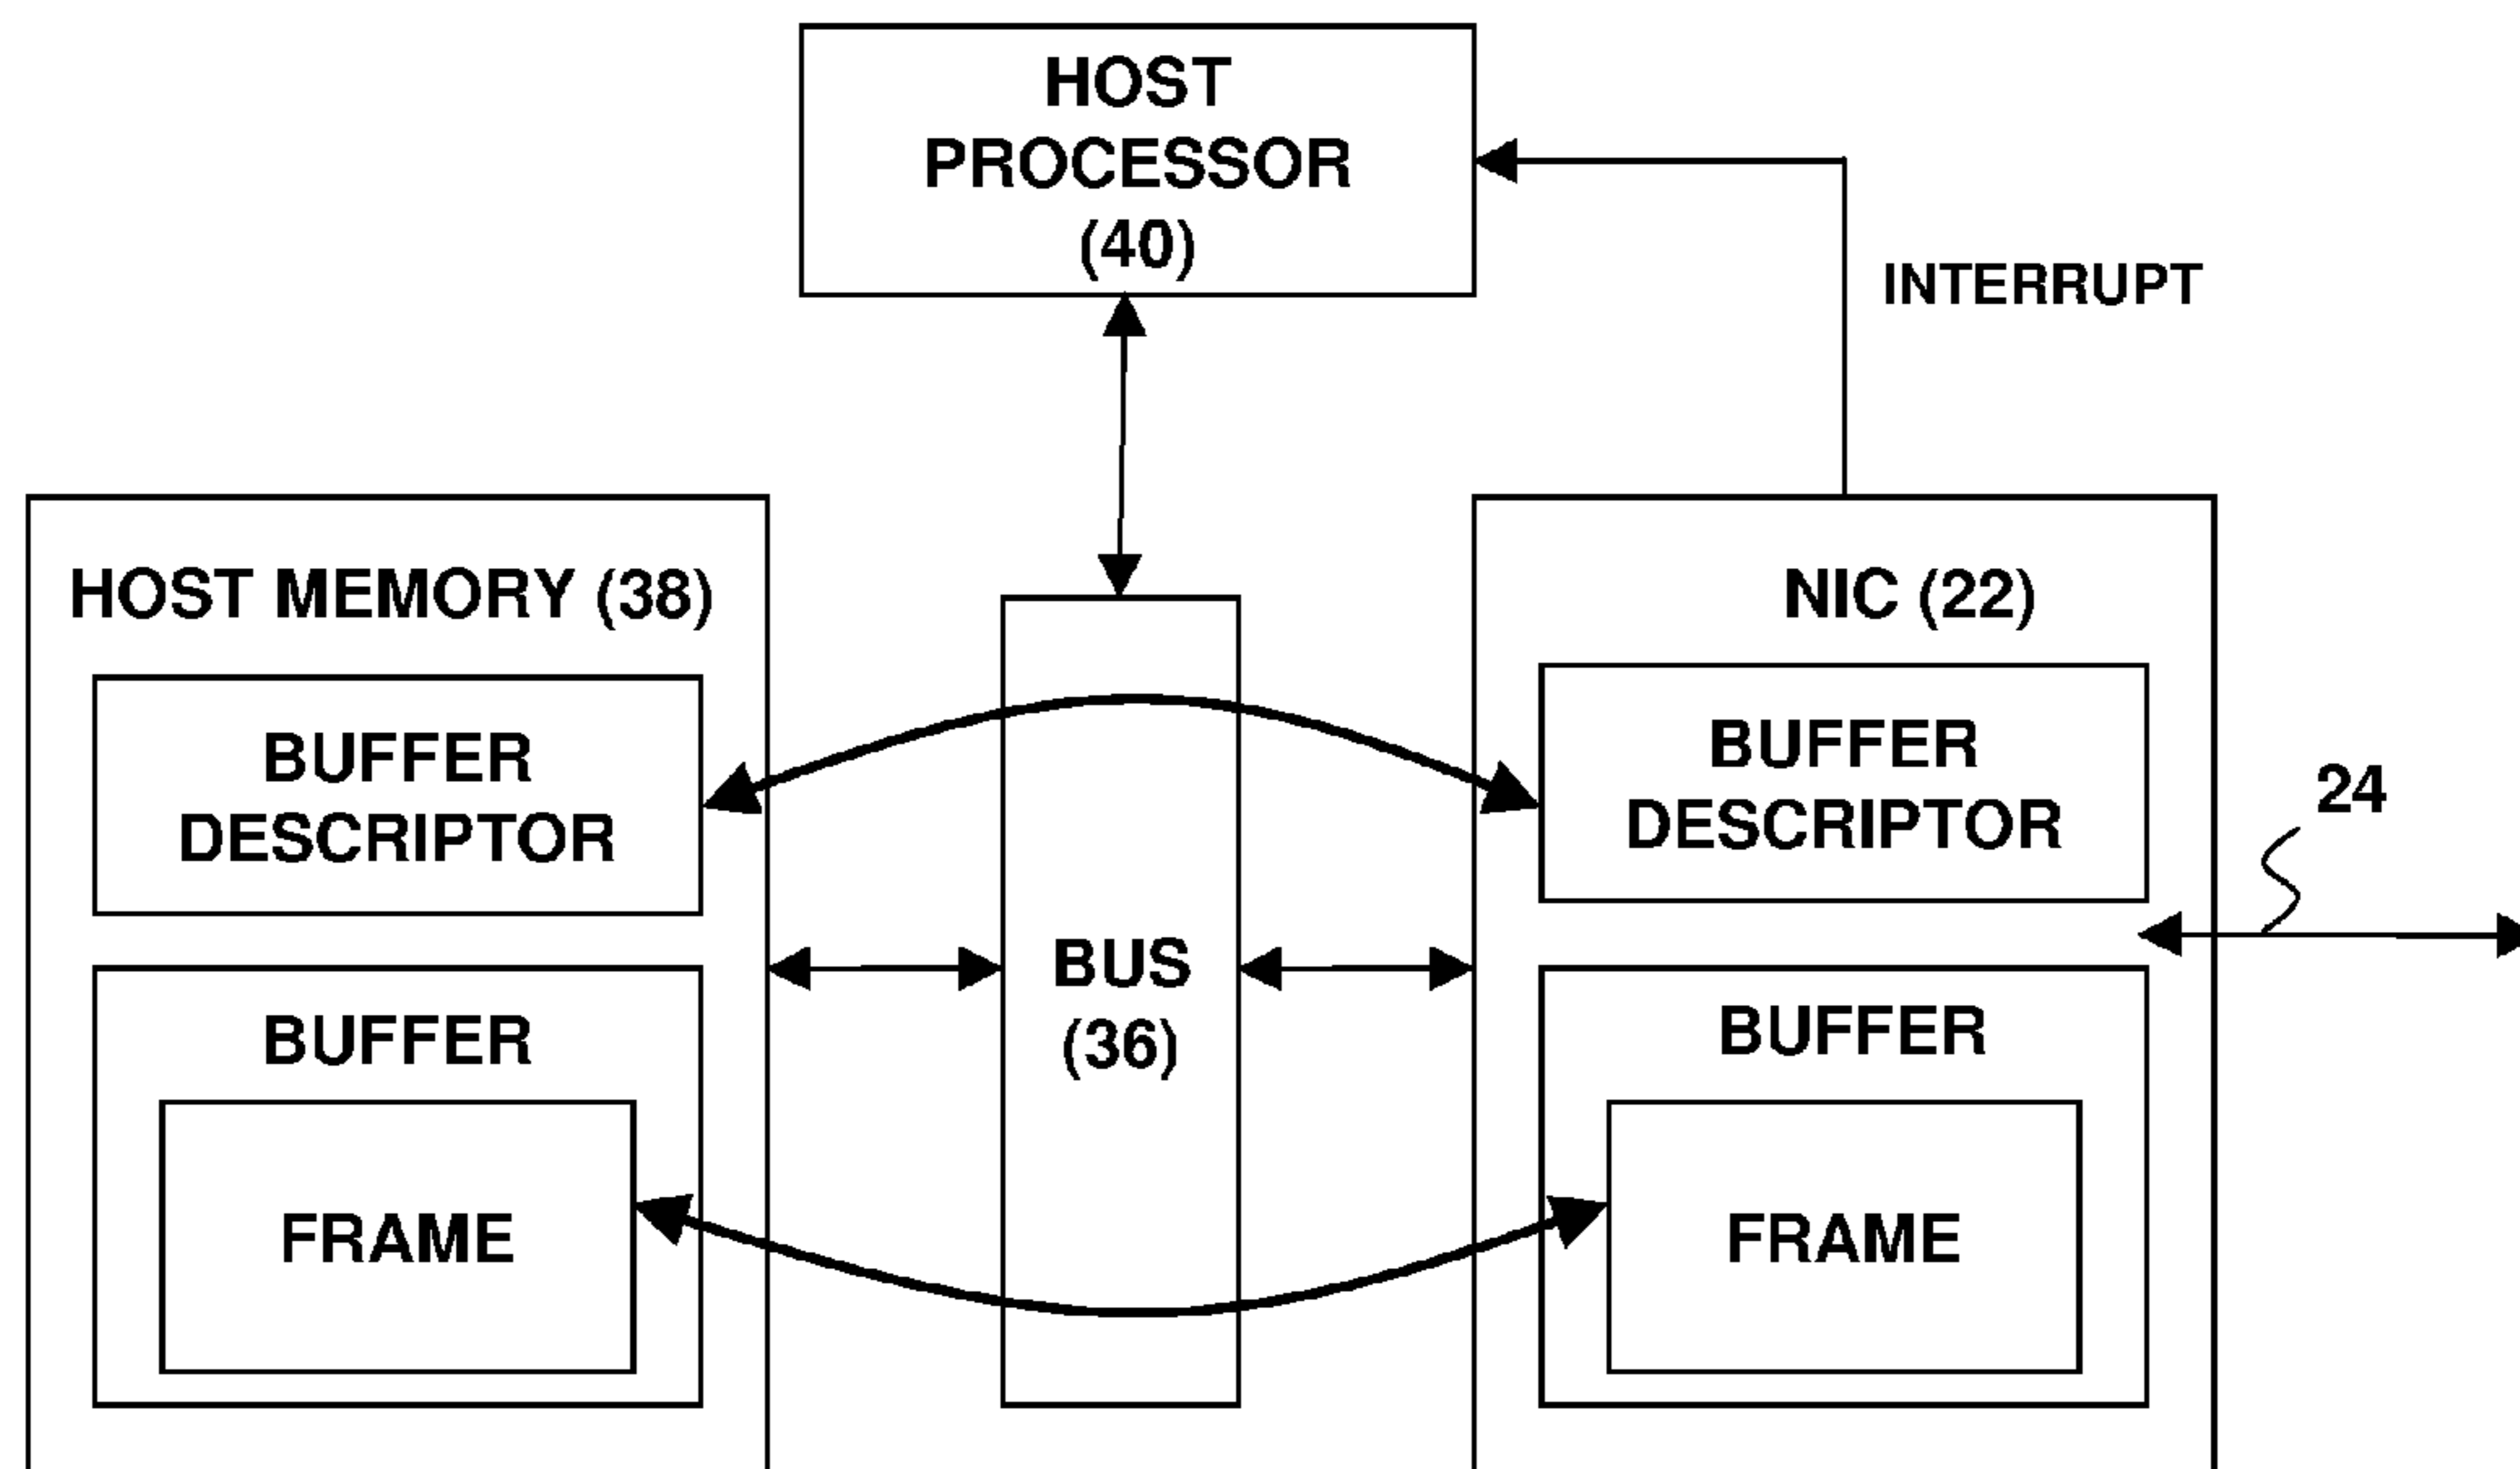 HOST
PROCESSOR
(40)
INTERRUPT
HOST MEMORY (38)
BUFFER
DESCRIPTOR
BUFFER
FRAME
BUS
(36)
NIC (22)
BUFFER
DESCRIPTOR
24
BUFFER
FRAME